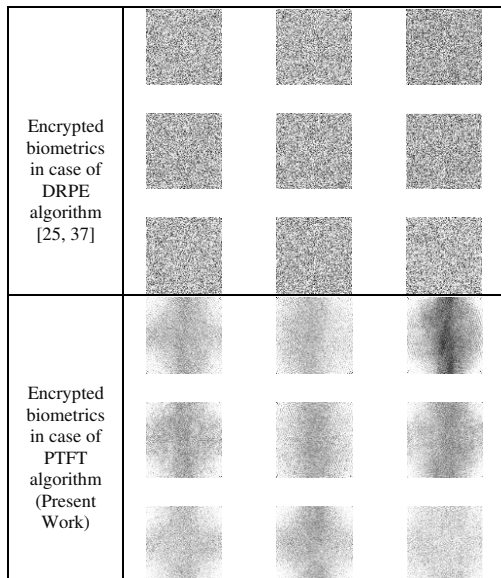 Encrypted
biometrics
in case of
DRPE
algorithm
[25, 37]
Encrypted
biometrics
in case of
PTFT
algorithm
(Present
Work)